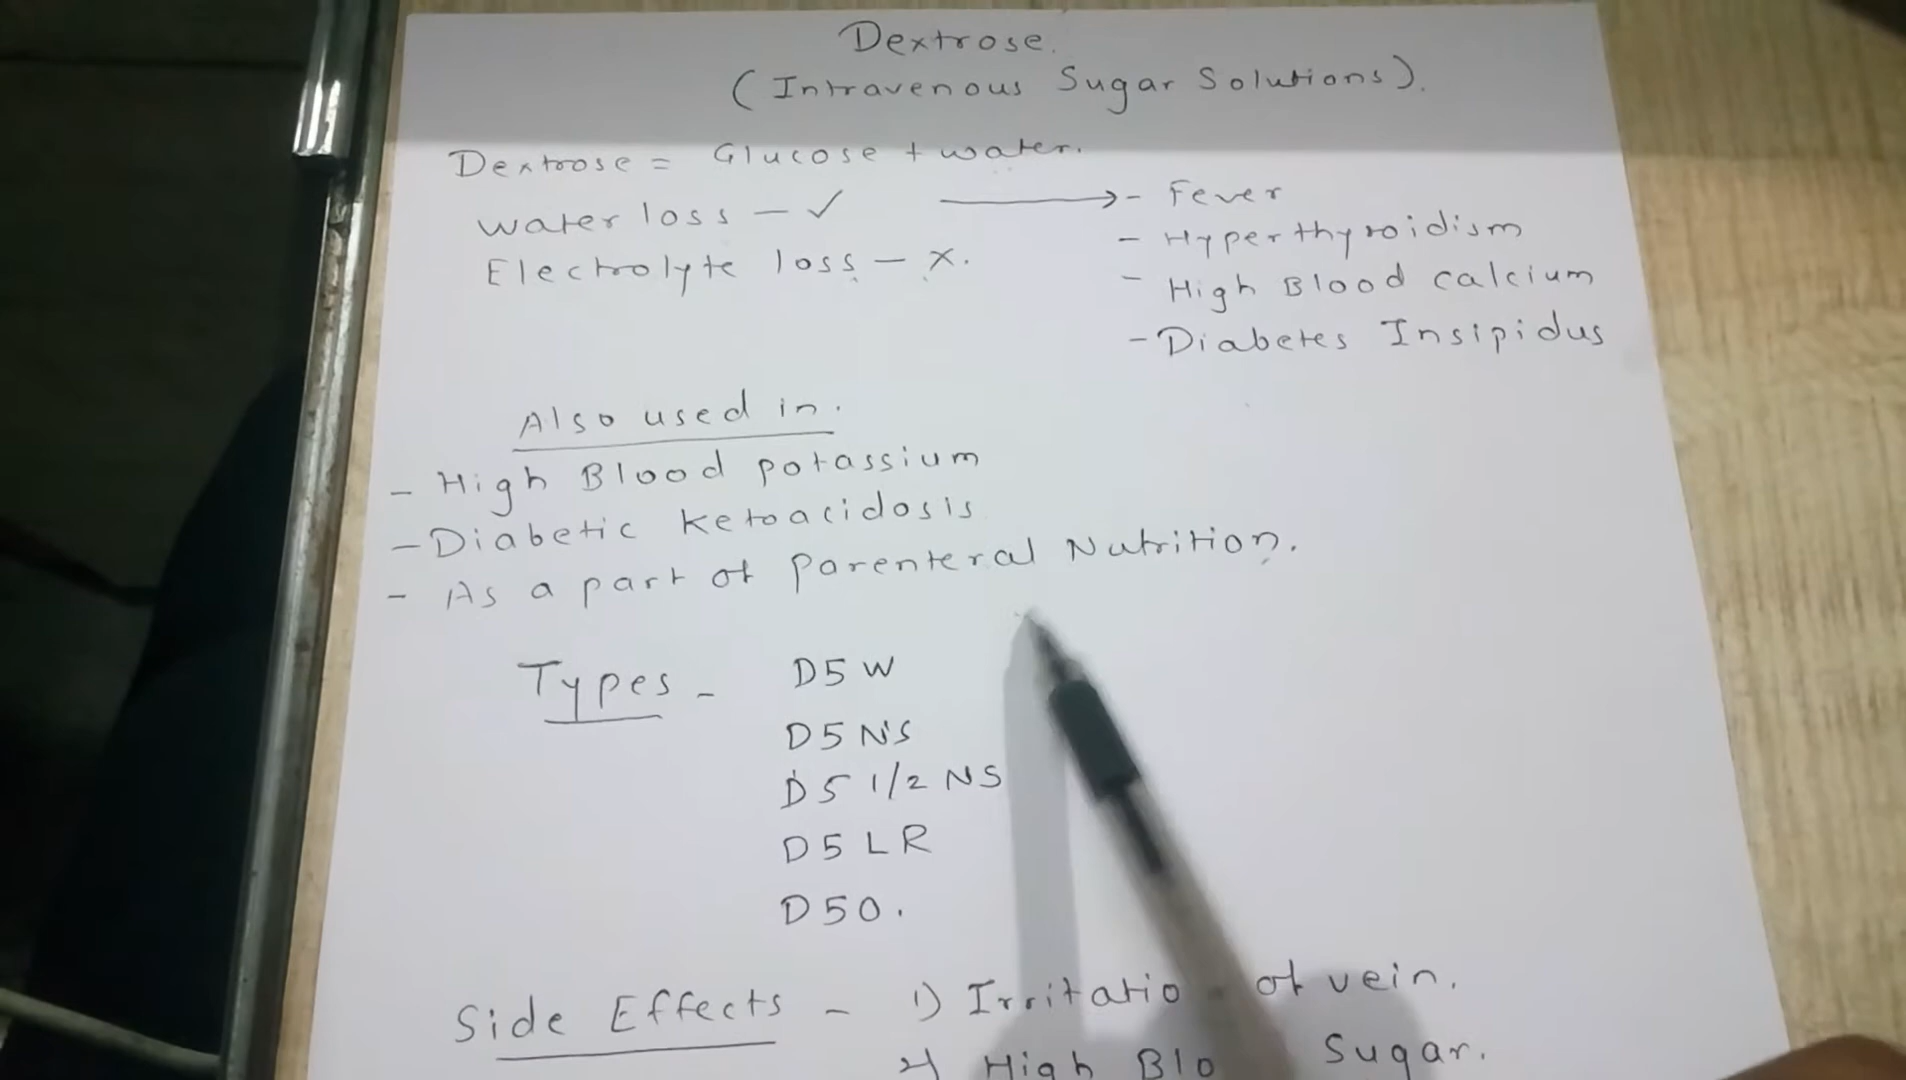 Dextrose.
(Intravenous Sugar Solutions).
Dextrose = Glucose + water.
Water loss - ✓ → - Fever
Electrolyte loss - x. - Hyperthyroidism
- High Blood calcium
- Diabetes Insipidus
Also used in.
- High Blood potassium
- Diabetic ketoacidosis
- As a part of Parenteral Nutrition.
Types - D5W
D5NS
D5 1/2 NS
D5LR
D50.
Side Effects - 1) Irritatio of vein.
2) High Blo Sugar.